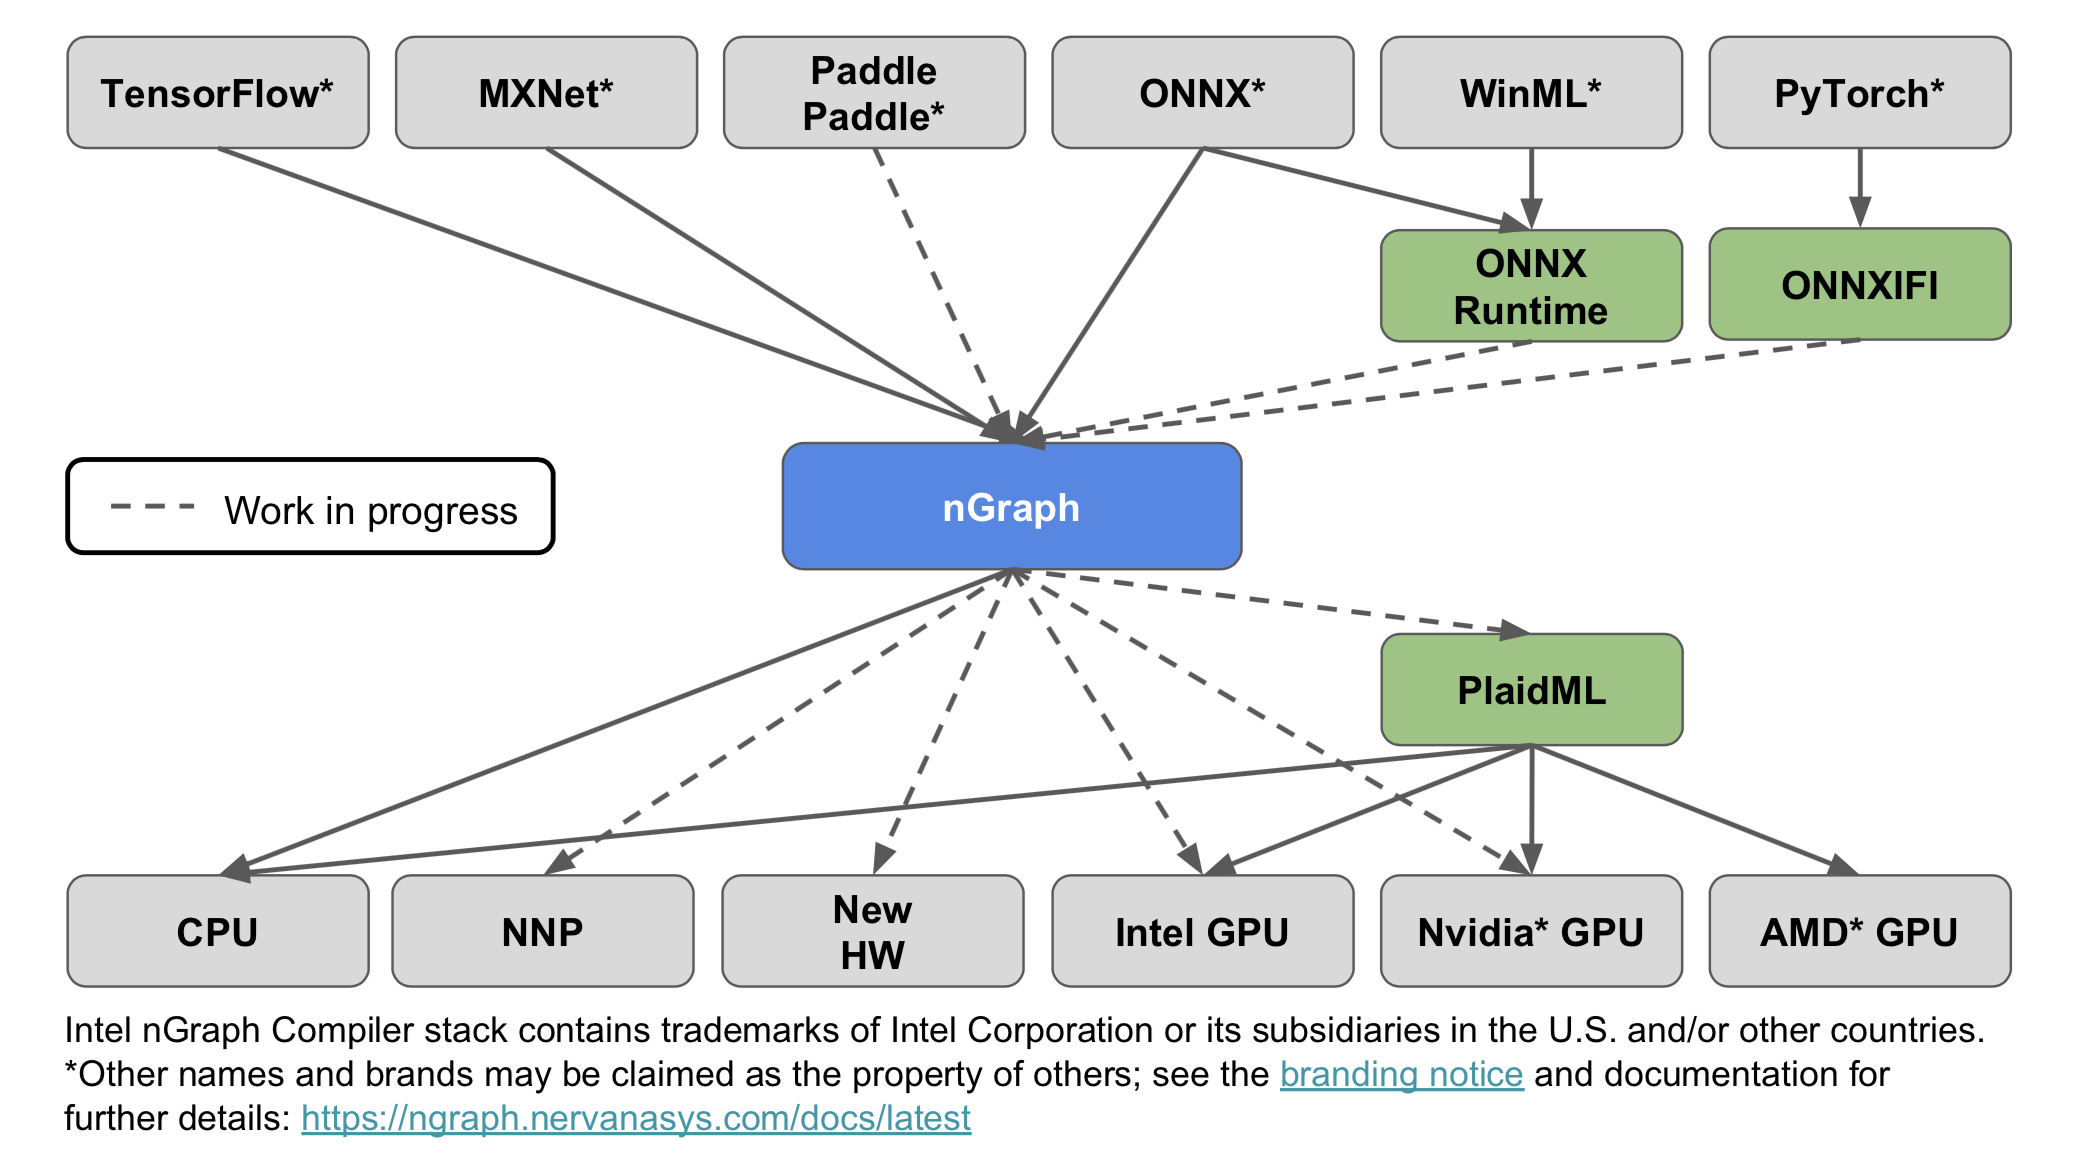 TensorFlow*
MXNet*
Paddle
Paddle*
ONNX*
WinML*
PyTorch*
ONNX
Runtime
ONNXIFI
Work in progress
nGraph
PlaidML
CPU
NNP
New
HW
Intel GPU
Nvidia* GPU
AMD* GPU
Intel nGraph Compiler stack contains trademarks of Intel Corporation or its subsidiaries in the U.S. and/or other countries.
*Other names and brands may be claimed as the property of others; see the branding notice and documentation for
further details: https://ngraph.nervanasys.com/docs/latest